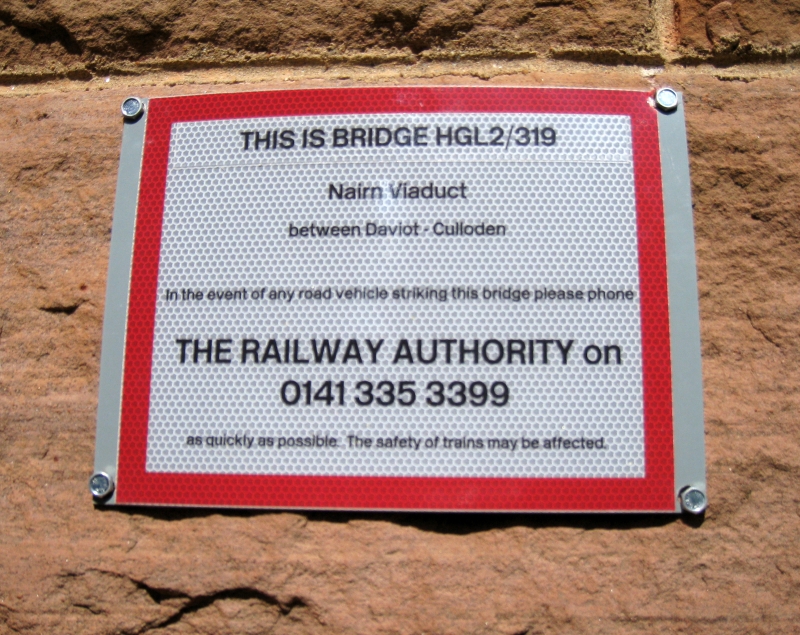 THIS IS BRIDGE HGL2/319
Nairn Viaduct
between Daviot - Culloden
In the event of any road vehicle striking this bridge please phone
THE RAILWAY AUTHORITY on
0141 335 3399
as quickly as possible. The safety of trains may be affected.